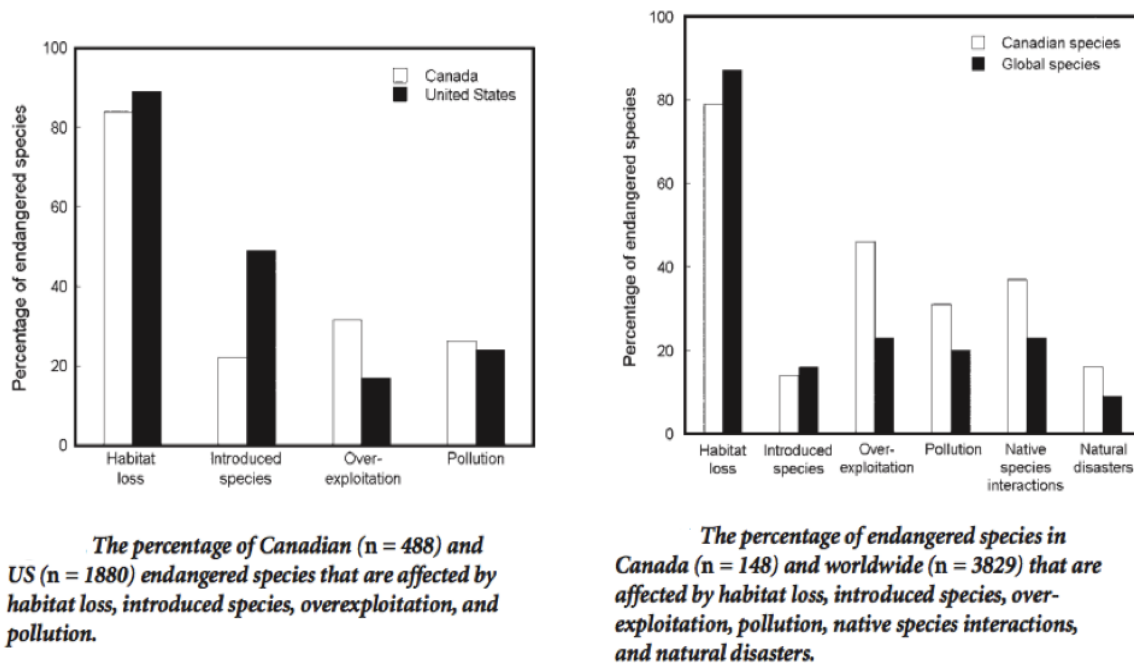 100
80
60
40
20
0
Percentage of endangered species
Canada
United States
Habitat
loss
Introduced
species
Over-
exploitation
Pollution
The percentage of Canadian (n = 488) and
US (n = 1880) endangered species that are affected by
habitat loss, introduced species, overexploitation, and
pollution.
100
80
60
40
20
0
Percentage of endangered species
Canadian species
Global species
Habitat
loss
Introduced
species
Over-
exploitation
Pollution
Native
species
interactions
Natural
disasters
The percentage of endangered species in
Canada (n = 148) and worldwide (n = 3829) that are
affected by habitat loss, introduced species, over-
exploitation, pollution, native species interactions,
and natural disasters.